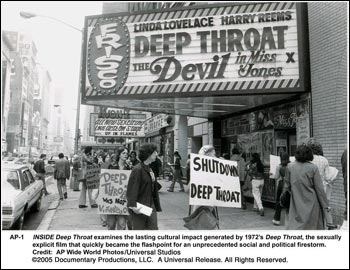 LINDA LOVELACE HARRY REEMS
FRISCO
DEEP THROAT
THE Devil in Miss Jones X
SHUTDOWN
DEEP THROAT
DEEP
THROAT
WAS NOT
AP-1 INSIDE Deep Throat examines the lasting cultural impact generated by 1972's Deep Throat, the sexually
explicit film that quickly became the flashpoint for an unprecedented social and political firestorm.
Credit: AP Wide World Photos/Universal Studios
©2005 Documentary Productions, LLC. A Universal Release. All Rights Reserved.